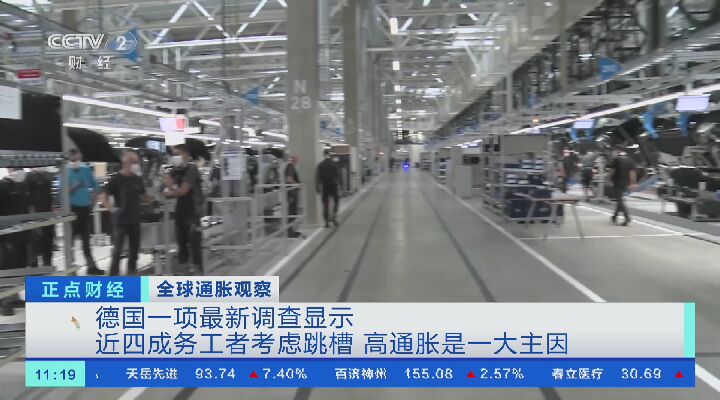 CCTV 2
财经
N
28
正点财经 全球通胀观察
德国一项最新调查显示
近四成务工者考虑跳槽 高通胀是一大主因
11:19 天岳先进 93.74 ▲ 7.40% 百济神州 155.08 ▲ 2.57% 春立医疗 30.69 ▲